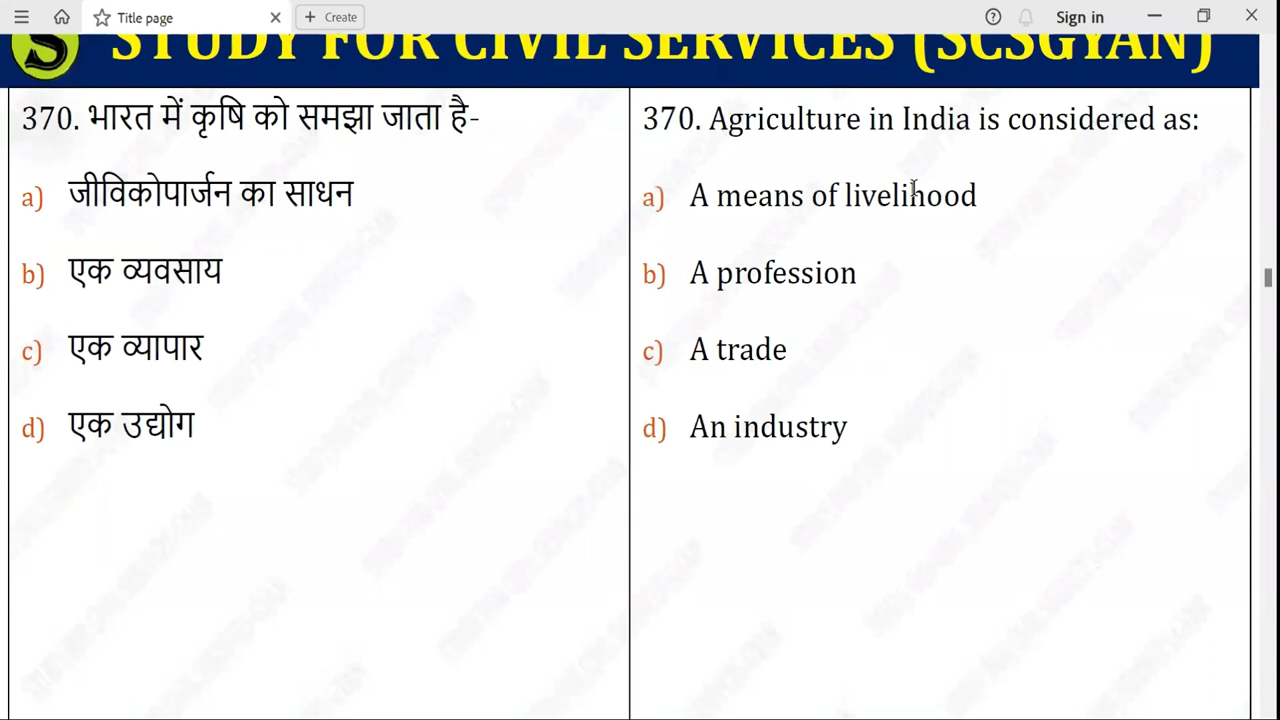 Title page
Create
Sign in
STUDY FOR CIVIL SERVICES (SCSGYAN)
370. भारत में कृषि को समझा जाता है-
a) जीविकोपार्जन का साधन
b) एक व्यवसाय
c) एक व्यापार
d) एक उद्योग
370. Agriculture in India is considered as:
a) A means of livelihood
b) A profession
c) A trade
d) An industry